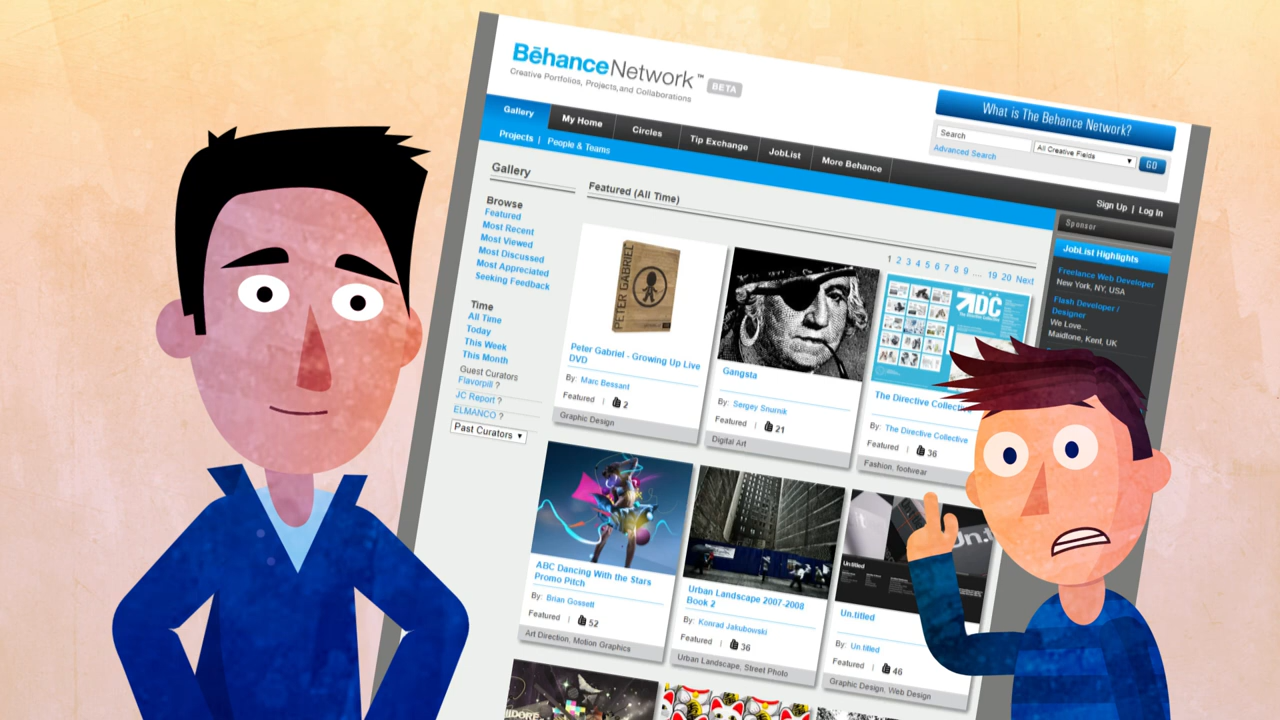 BēhanceNetwork™ BETA
Creative Portfolios, Projects,and Collaborations
What is The Behance Network?
Search
All Creative Fields
GO
Advanced Search
Gallery
My Home
Circles
Tip Exchange
JobList
More Behance
Sign Up | Log In
Projects | People & Teams
Gallery
Browse
Featured
Most Recent
Most Viewed
Most Discussed
Most Appreciated
Seeking Feedback
Time
All Time
Today
This Week
This Month
Guest Curators
Flavorpill ?
JC Report ?
ELMANCO ?
Past Curators
Featured (All Time)
1 2 3 4 5 6 7 8 9 ... 19 20 Next
PETER GABRIEL
Peter Gabriel - Growing Up Live
DVD
By: Marc Bessant
Featured | 2
Graphic Design
Gangsta
By: Sergey Snurnik
Featured | 21
Digital Art
DC
The Directive Collective
By: The Directive Collective
Featured | 36
Fashion, footwear
ABC Dancing With the Stars
Promo Pitch
By: Brian Gossett
Featured | 52
Art Direction, Motion Graphics
Urban Landscape 2007-2008
Book 2
By: Konrad Jakubowski
Featured | 36
Urban Landscape, Street Photo
Un.titled
Un.titled
By: Un.titled
Featured | 46
Graphic Design, Web Design
Sponsor
JobList Highlights
Freelance Web Developer
New York, NY, USA
Flash Developer /
Designer
We Love...
Maidtone, Kent, UK